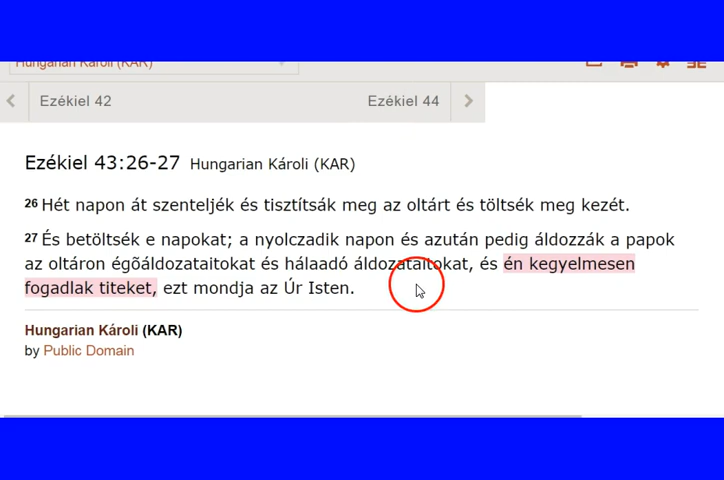 Hungarian Károli (KAR)
Ezékiel 42
Ezékiel 44
Ezékiel 43:26-27 Hungarian Károli (KAR)
26 Hét napon át szenteljék és tisztítsák meg az oltárt és töltsék meg kezét.
27 És betöltsék e napokat; a nyolczadik napon és azután pedig áldozzák a papok
az oltáron égõáldozataitokat és hálaadó áldozataitokat, és én kegyelmesen
fogadlak titeket, ezt mondja az Úr Isten.
Hungarian Károli (KAR)
by Public Domain